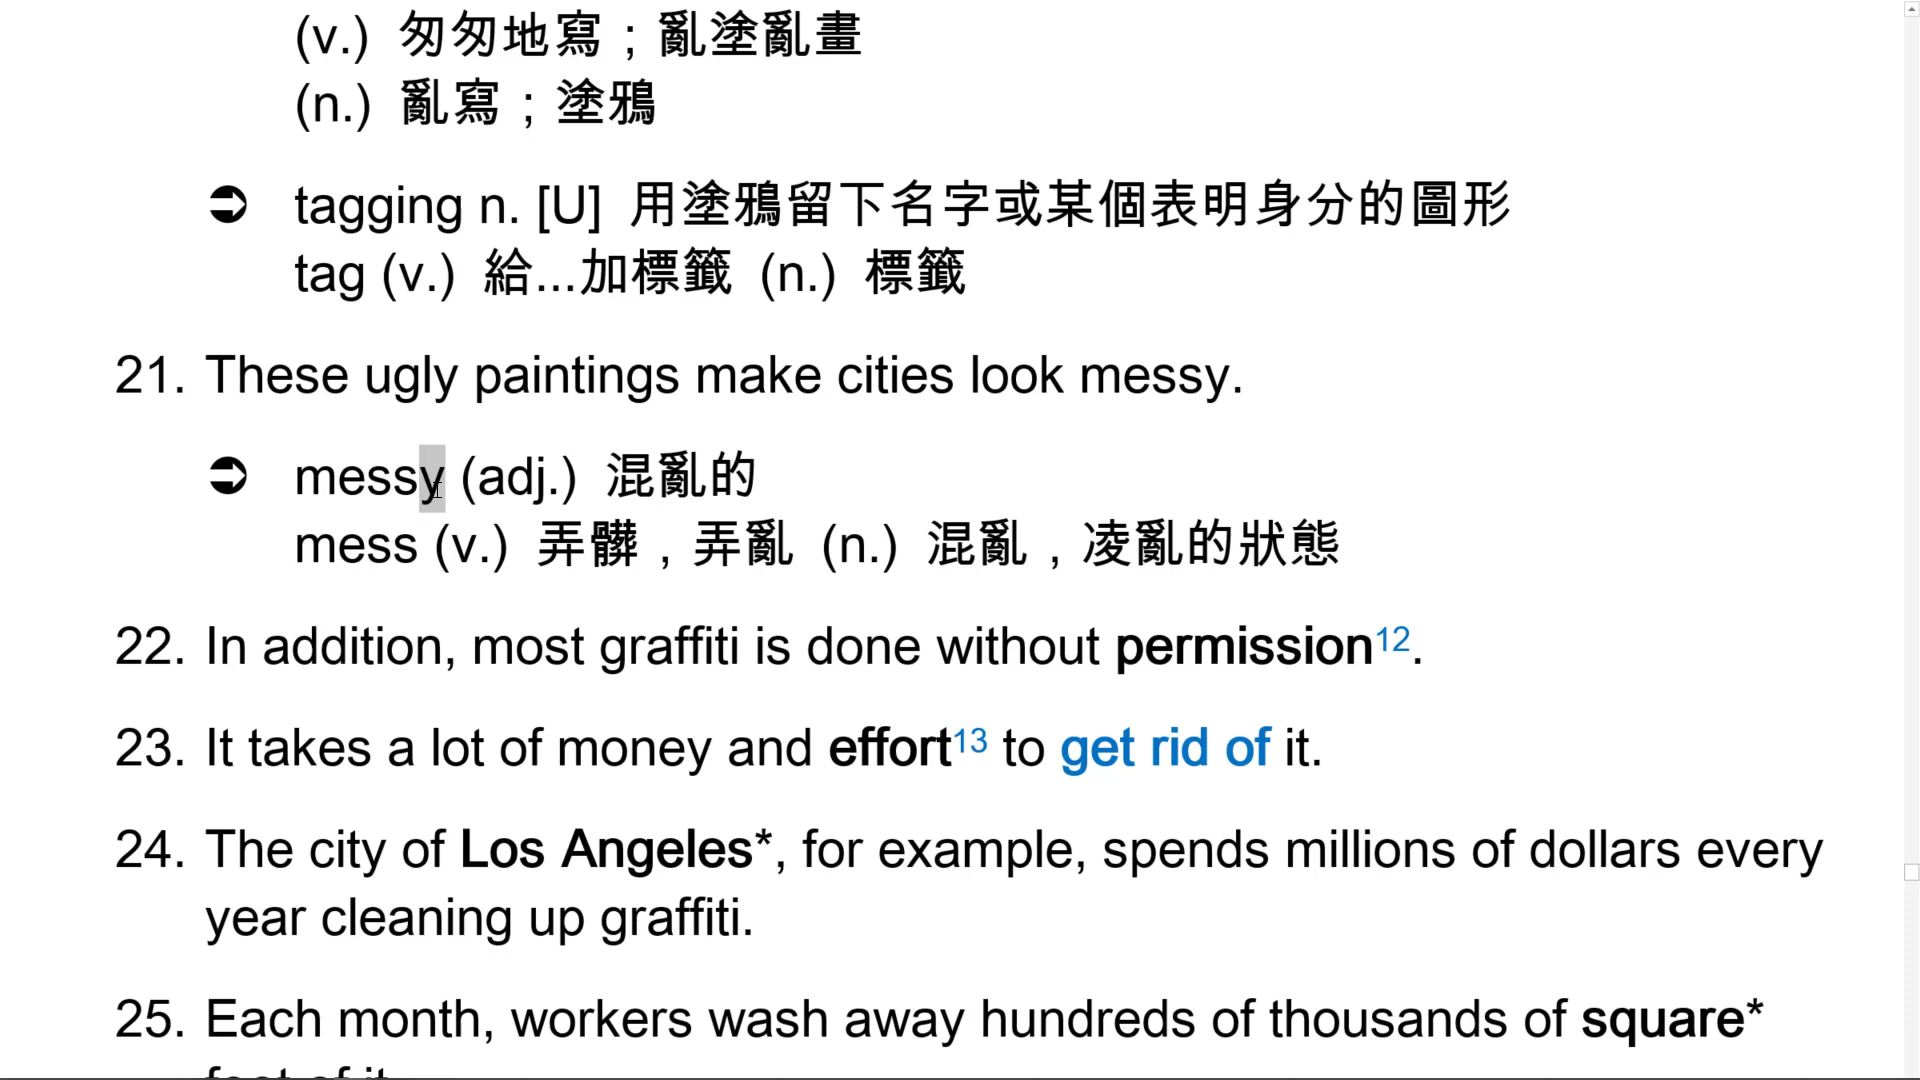 (v.) 匆匆地寫；亂塗亂畫
(n.) 亂寫；塗鴉
➲ tagging n. [U] 用塗鴉留下名字或某個表明身分的圖形
tag (v.) 給...加標籤 (n.) 標籤
21. These ugly paintings make cities look messy.
➲ messy (adj.) 混亂的
mess (v.) 弄髒，弄亂 (n.) 混亂，凌亂的狀態
22. In addition, most graffiti is done without permission12.
23. It takes a lot of money and effort13 to get rid of it.
24. The city of Los Angeles*, for example, spends millions of dollars every
year cleaning up graffiti.
25. Each month, workers wash away hundreds of thousands of square*
feet of it